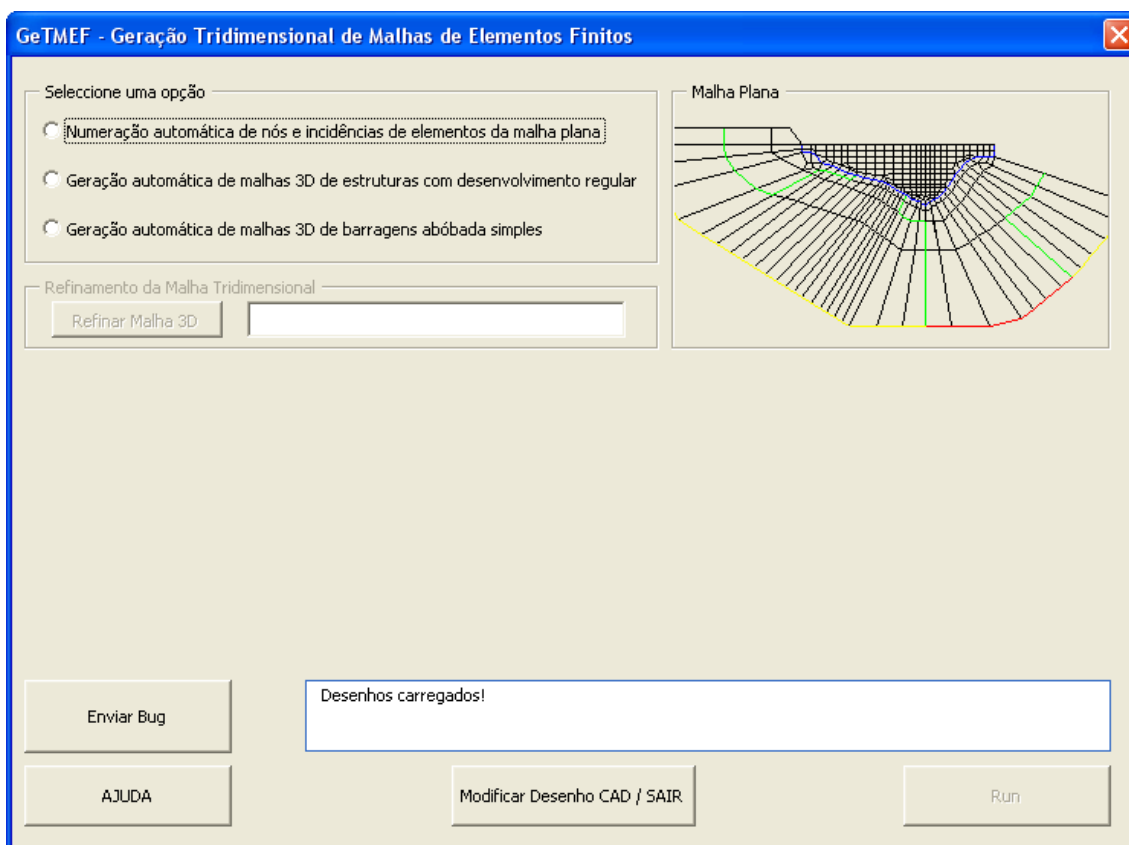 GeTMEF - Geração Tridimensional de Malhas de Elementos Finitos
Seleccione uma opção
Numeração automática de nós e incidências de elementos da malha plana
Geração automática de malhas 3D de estruturas com desenvolvimento regular
Geração automática de malhas 3D de barragens abóbada simples
Malha Plana
Refinamento da Malha Tridimensional
Refinar Malha 3D
Enviar Bug
Desenhos carregados!
AJUDA
Modificar Desenho CAD / SAIR
Run